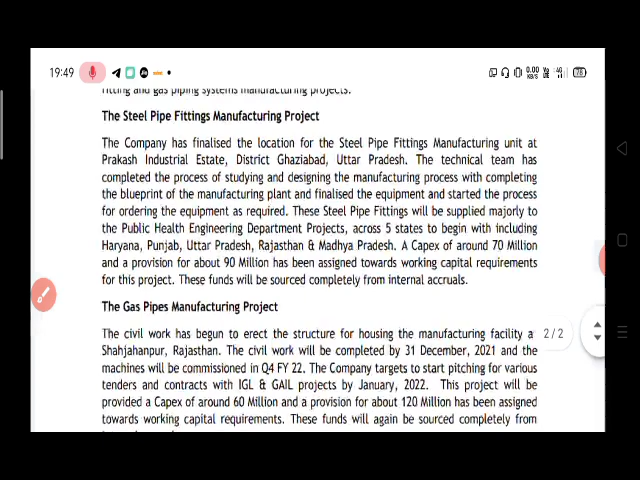 19:49
0.00
KB/S
78
fitting and gas piping systems manufacturing projects.
The Steel Pipe Fittings Manufacturing Project
The Company has finalised the location for the Steel Pipe Fittings Manufacturing unit at
Prakash Industrial Estate, District Ghaziabad, Uttar Pradesh. The technical team has
completed the process of studying and designing the manufacturing process with completing
the blueprint of the manufacturing plant and finalised the equipment and started the process
for ordering the equipment as required. These Steel Pipe Fittings will be supplied majorly to
the Public Health Engineering Department Projects, across 5 states to begin with including
Haryana, Punjab, Uttar Pradesh, Rajasthan & Madhya Pradesh. A Capex of around 70 Million
and a provision for about 90 Million has been assigned towards working capital requirements
for this project. These funds will be sourced completely from internal accruals.
The Gas Pipes Manufacturing Project
The civil work has begun to erect the structure for housing the manufacturing facility a
2/2
Shahjahanpur, Rajasthan. The civil work will be completed by 31 December, 2021 and the
machines will be commissioned in Q4 FY 22. The Company targets to start pitching for various
tenders and contracts with IGL & GAIL projects by January, 2022. This project will be
provided a Capex of around 60 Million and a provision for about 120 Million has been assigned
towards working capital requirements. These funds will again be sourced completely from